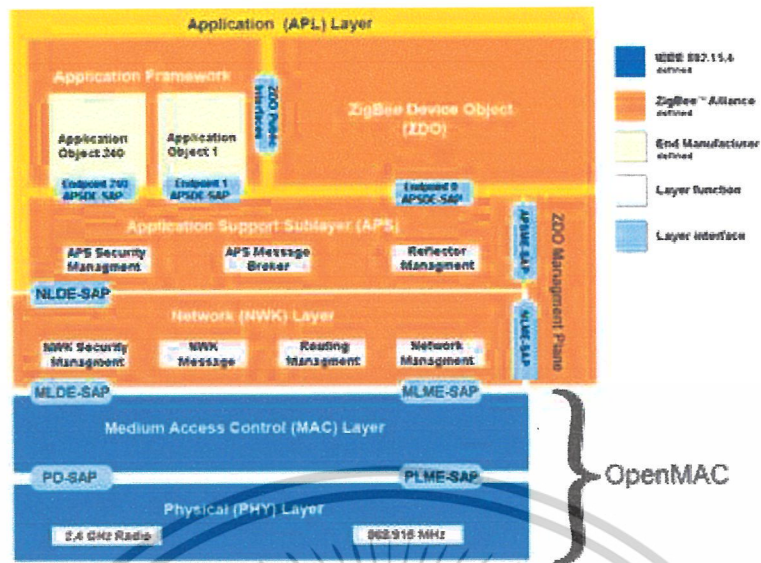 Application (APL) Layer
Application Framework
Application
Object 240
Application
Object 1
ZDO Public
Interfaces
ZigBee Device Object
(ZDO)
Endpoint 240
APSDE-SAP
Endpoint 1
APSDE-SAP
Endpoint 0
APSDE-SAP
Application Support Sublayer (APS)
APS Security
Managment
APS Message
Broker
Reflector
Managment
APSME-SAP
ZDO Managment Plane
NLDE-SAP
Network (NWK) Layer
NWK Security
Managment
NWK
Message
Routing
Managment
Network
Managment
NLME-SAP
MLDE-SAP
MLME-SAP
Medium Access Control (MAC) Layer
PD-SAP
PLME-SAP
Physical (PHY) Layer
2.4 GHz Radio
868/915 MHz
OpenMAC
IEEE 802.15.4
defined
ZigBee™ Alliance
defined
End Manufacturer
defined
Layer function
Layer interface